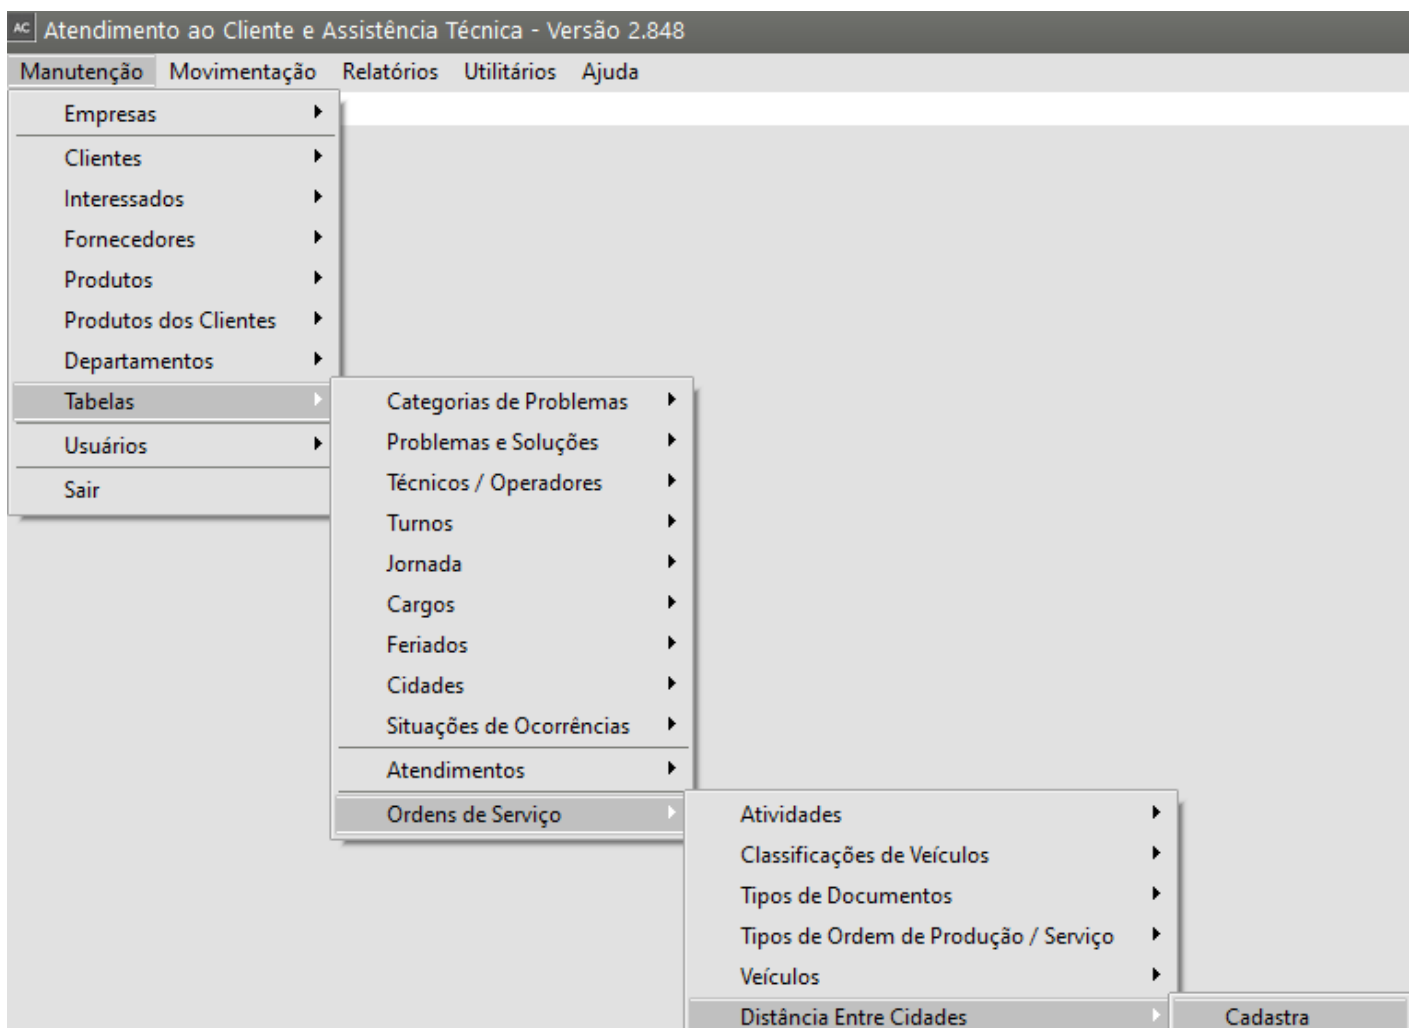 AC Atendimento ao Cliente e Assistência Técnica - Versão 2.848
Manutenção Movimentação Relatórios Utilitários Ajuda
Empresas
Clientes
Interessados
Fornecedores
Produtos
Produtos dos Clientes
Departamentos
Tabelas
Usuários
Sair
Categorias de Problemas
Problemas e Soluções
Técnicos / Operadores
Turnos
Jornada
Cargos
Feriados
Cidades
Situações de Ocorrências
Atendimentos
Ordens de Serviço
Atividades
Classificações de Veículos
Tipos de Documentos
Tipos de Ordem de Produção / Serviço
Veículos
Distância Entre Cidades
Cadastra